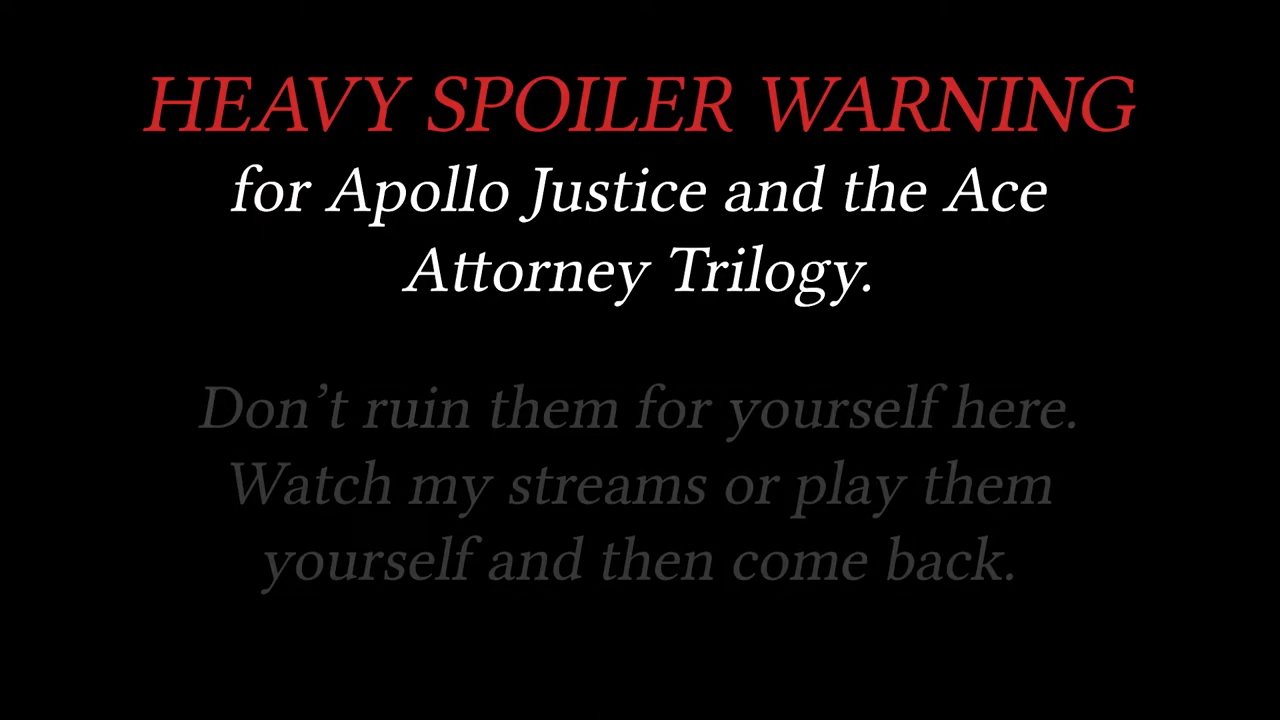 HEAVY SPOILER WARNING
for Apollo Justice and the Ace
Attorney Trilogy.
Don’t ruin them for yourself here.
Watch my streams or play them
yourself and then come back.